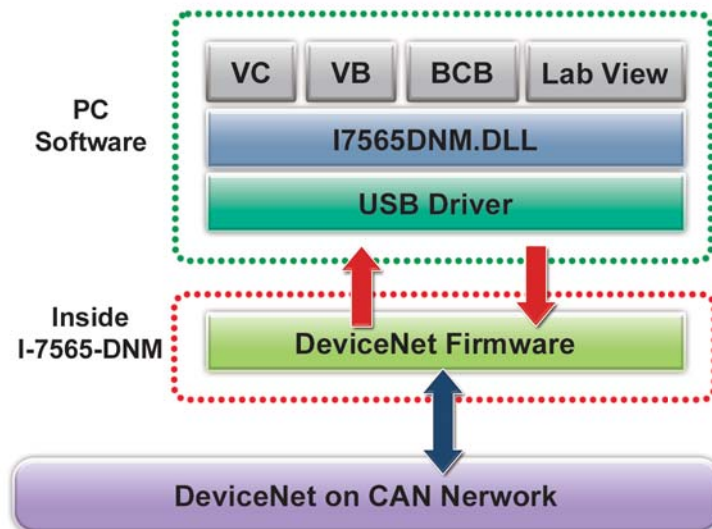 VC
VB
BCB
Lab View
PC
Software
I7565DNM.DLL
USB Driver
Inside
I-7565-DNM
DeviceNet Firmware
DeviceNet on CAN Nerwork